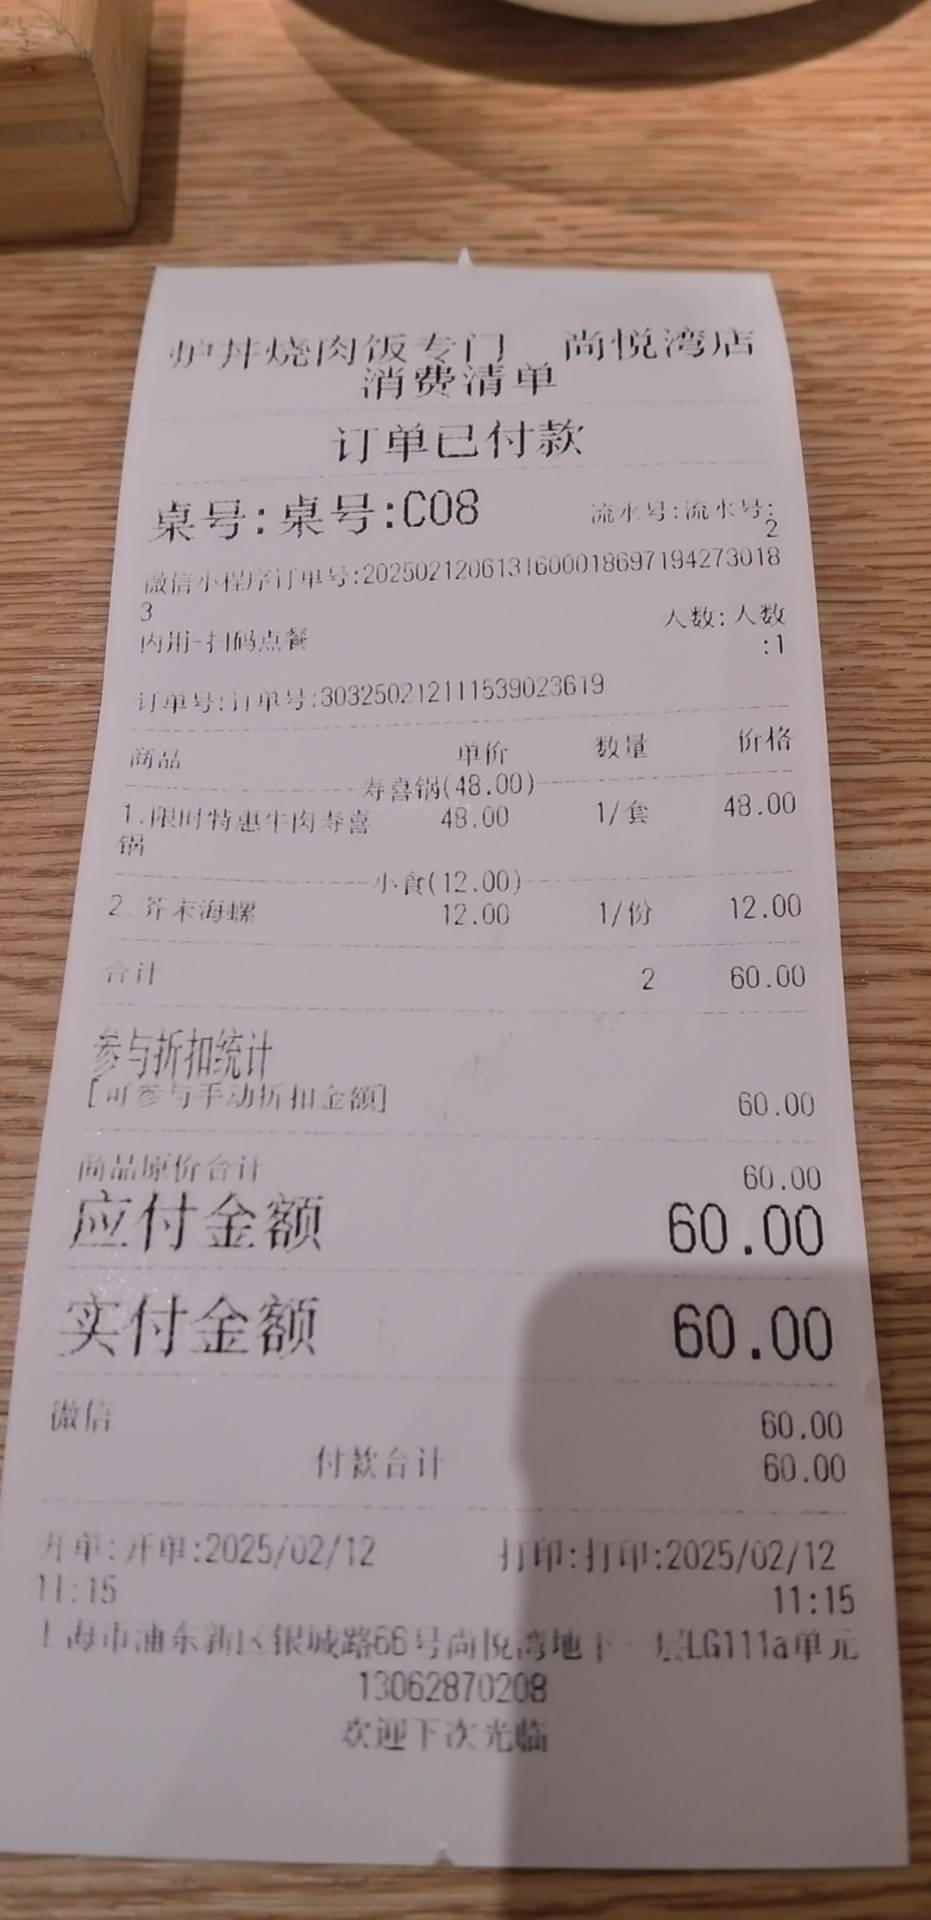 炉丼烧肉饭专门 尚悦湾店
消费清单
订单已付款
桌号:桌号:C08 流水号:流水号:
2
微信小程序订单号:2025021206131600018697194273018
3
内用-扫码点餐 人数:人数
:1
订单号:订单号:303250212111539023619
商品 单价 数量 价格
寿喜锅(48.00)
1.限时特惠牛肉寿喜 48.00 1/套 48.00
锅
小食(12.00)
2.芥末海螺 12.00 1/份 12.00
合计 2 60.00
参与折扣统计
[可参与手动折扣金额] 60.00
商品原价合计 60.00
应付金额 60.00
实付金额 60.00
微信 60.00
付款合计 60.00
开单:开单:2025/02/12 打印:打印:2025/02/12
11:15 11:15
上海市浦东新区银城路66号尚悦湾地下一层LG111a单元
13062870208
欢迎下次光临